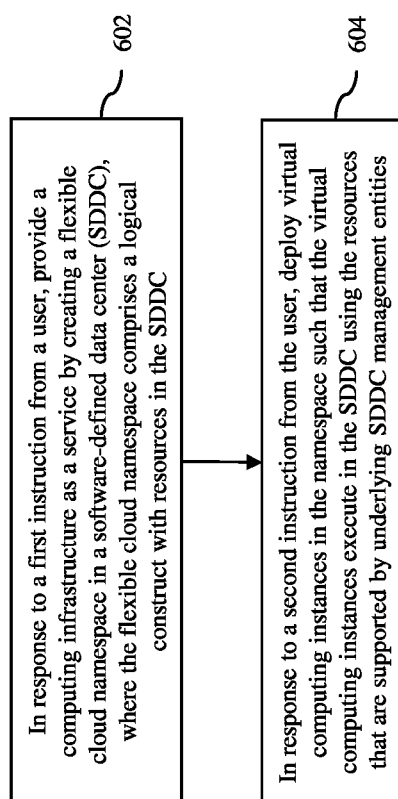 In response to a first instruction from a user, provide a
computing infrastructure as a service by creating a flexible
cloud namespace in a software-defined data center (SDDC),
where the flexible cloud namespace comprises a logical
construct with resources in the SDDC
602
In response to a second instruction from the user, deploy virtual
computing instances in the namespace such that the virtual
computing instances execute in the SDDC using the resources
that are supported by underlying SDDC management entities
604